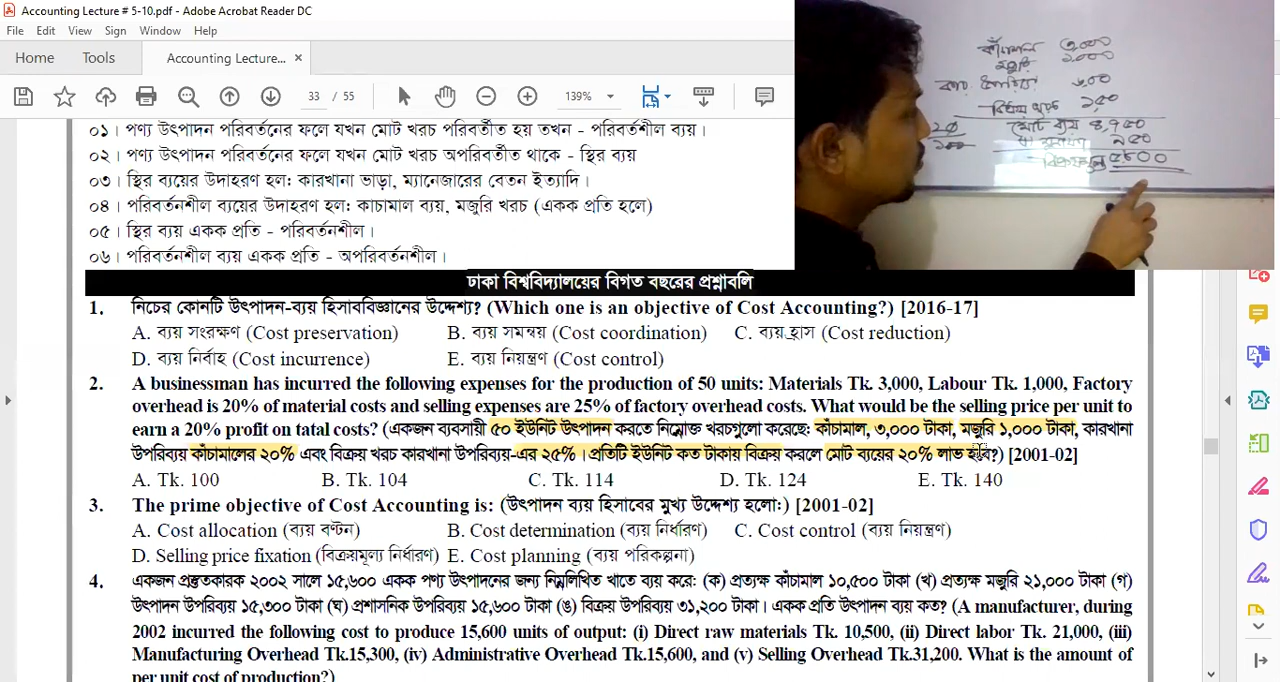 Accounting Lecture # 5-10.pdf - Adobe Acrobat Reader DC
File Edit View Sign Window Help
Home Tools Accounting Lecture... ×
33 / 55 139%
কাঁচামাল ৩,০০০
মজুরি ১,০০০
৬০০
বিক্রয় খরচ ১৫০
মোট ব্যয় ৪,৭৫০
২০
১০০
৯৫০
বিক্রয়মূল্য ৫৭০০
০১। পণ্য উৎপাদন পরিবর্তনের ফলে যখন মোট খরচ পরিবর্তীত হয় তখন - পরিবর্তশীল ব্যয়।
০২। পণ্য উৎপাদন পরিবর্তনের ফলে যখন মোট খরচ অপরিবর্তীত থাকে - স্থির ব্যয়
০৩। স্থির ব্যয়ের উদাহরণ হল: কারখানা ভাড়া, ম্যানেজারের বেতন ইত্যাদি।
০৪। পরিবর্তনশীল ব্যয়ের উদাহরণ হল: কাচামাল ব্যয়, মজুরি খরচ (একক প্রতি হলে)
০৫। স্থির ব্যয় একক প্রতি - পরিবর্তনশীল।
০৬। পরিবর্তনশীল ব্যয় একক প্রতি - অপরিবর্তনশীল।
ঢাকা বিশ্ববিদ্যালয়ের বিগত বছরের প্রশ্নাবলি
1. নিচের কোনটি উৎপাদন-ব্যয় হিসাববিজ্ঞানের উদ্দেশ্য? (Which one is an objective of Cost Accounting?) [2016-17]
A. ব্যয় সংরক্ষণ (Cost preservation) B. ব্যয় সমন্বয় (Cost coordination) C. ব্যয় হ্রাস (Cost reduction)
D. ব্যয় নির্বাহ (Cost incurrence) E. ব্যয় নিয়ন্ত্রণ (Cost control)
2. A businessman has incurred the following expenses for the production of 50 units: Materials Tk. 3,000, Labour Tk. 1,000, Factory
overhead is 20% of material costs and selling expenses are 25% of factory overhead costs. What would be the selling price per unit to
earn a 20% profit on tatal costs? (একজন ব্যবসায়ী ৫০ ইউনিট উৎপাদন করতে নিম্নোক্ত খরচগুলো করেছে: কাঁচামাল, ৩,০০০ টাকা, মজুরি ১,০০০ টাকা, কারখানা
উপরিব্যয় কাঁচামালের ২০% এবং বিক্রয় খরচ কারখানা উপরিব্যয়-এর ২৫%। প্রতিটি ইউনিট কত টাকায় বিক্রয় করলে মোট ব্যয়ের ২০% লাভ হবে?) [2001-02]
A. Tk. 100 B. Tk. 104 C. Tk. 114 D. Tk. 124 E. Tk. 140
3. The prime objective of Cost Accounting is: (উৎপাদন ব্যয় হিসাবের মুখ্য উদ্দেশ্য হলো:) [2001-02]
A. Cost allocation (ব্যয় বণ্টন) B. Cost determination (ব্যয় নির্ধারণ) C. Cost control (ব্যয় নিয়ন্ত্রণ)
D. Selling price fixation (বিক্রয়মূল্য নির্ধারণ) E. Cost planning (ব্যয় পরিকল্পনা)
4. একজন প্রস্তুতকারক ২০০২ সালে ১৫,৬০০ একক পণ্য উৎপাদনের জন্য নিম্নলিখিত খাতে ব্যয় করে: (ক) প্রত্যক্ষ কাঁচামাল ১০,৫০০ টাকা (খ) প্রত্যক্ষ মজুরি ২১,০০০ টাকা (গ)
উৎপাদন উপরিব্যয় ১৫,৩০০ টাকা (ঘ) প্রশাসনিক উপরিব্যয় ১৫,৬০০ টাকা (ঙ) বিক্রয় উপরিব্যয় ৩১,২০০ টাকা। একক প্রতি উৎপাদন ব্যয় কত? (A manufacturer, during
2002 incurred the following cost to produce 15,600 units of output: (i) Direct raw materials Tk. 10,500, (ii) Direct labor Tk. 21,000, (iii)
Manufacturing Overhead Tk.15,300, (iv) Administrative Overhead Tk.15,600, and (v) Selling Overhead Tk.31,200. What is the amount of
per unit cost of production?)